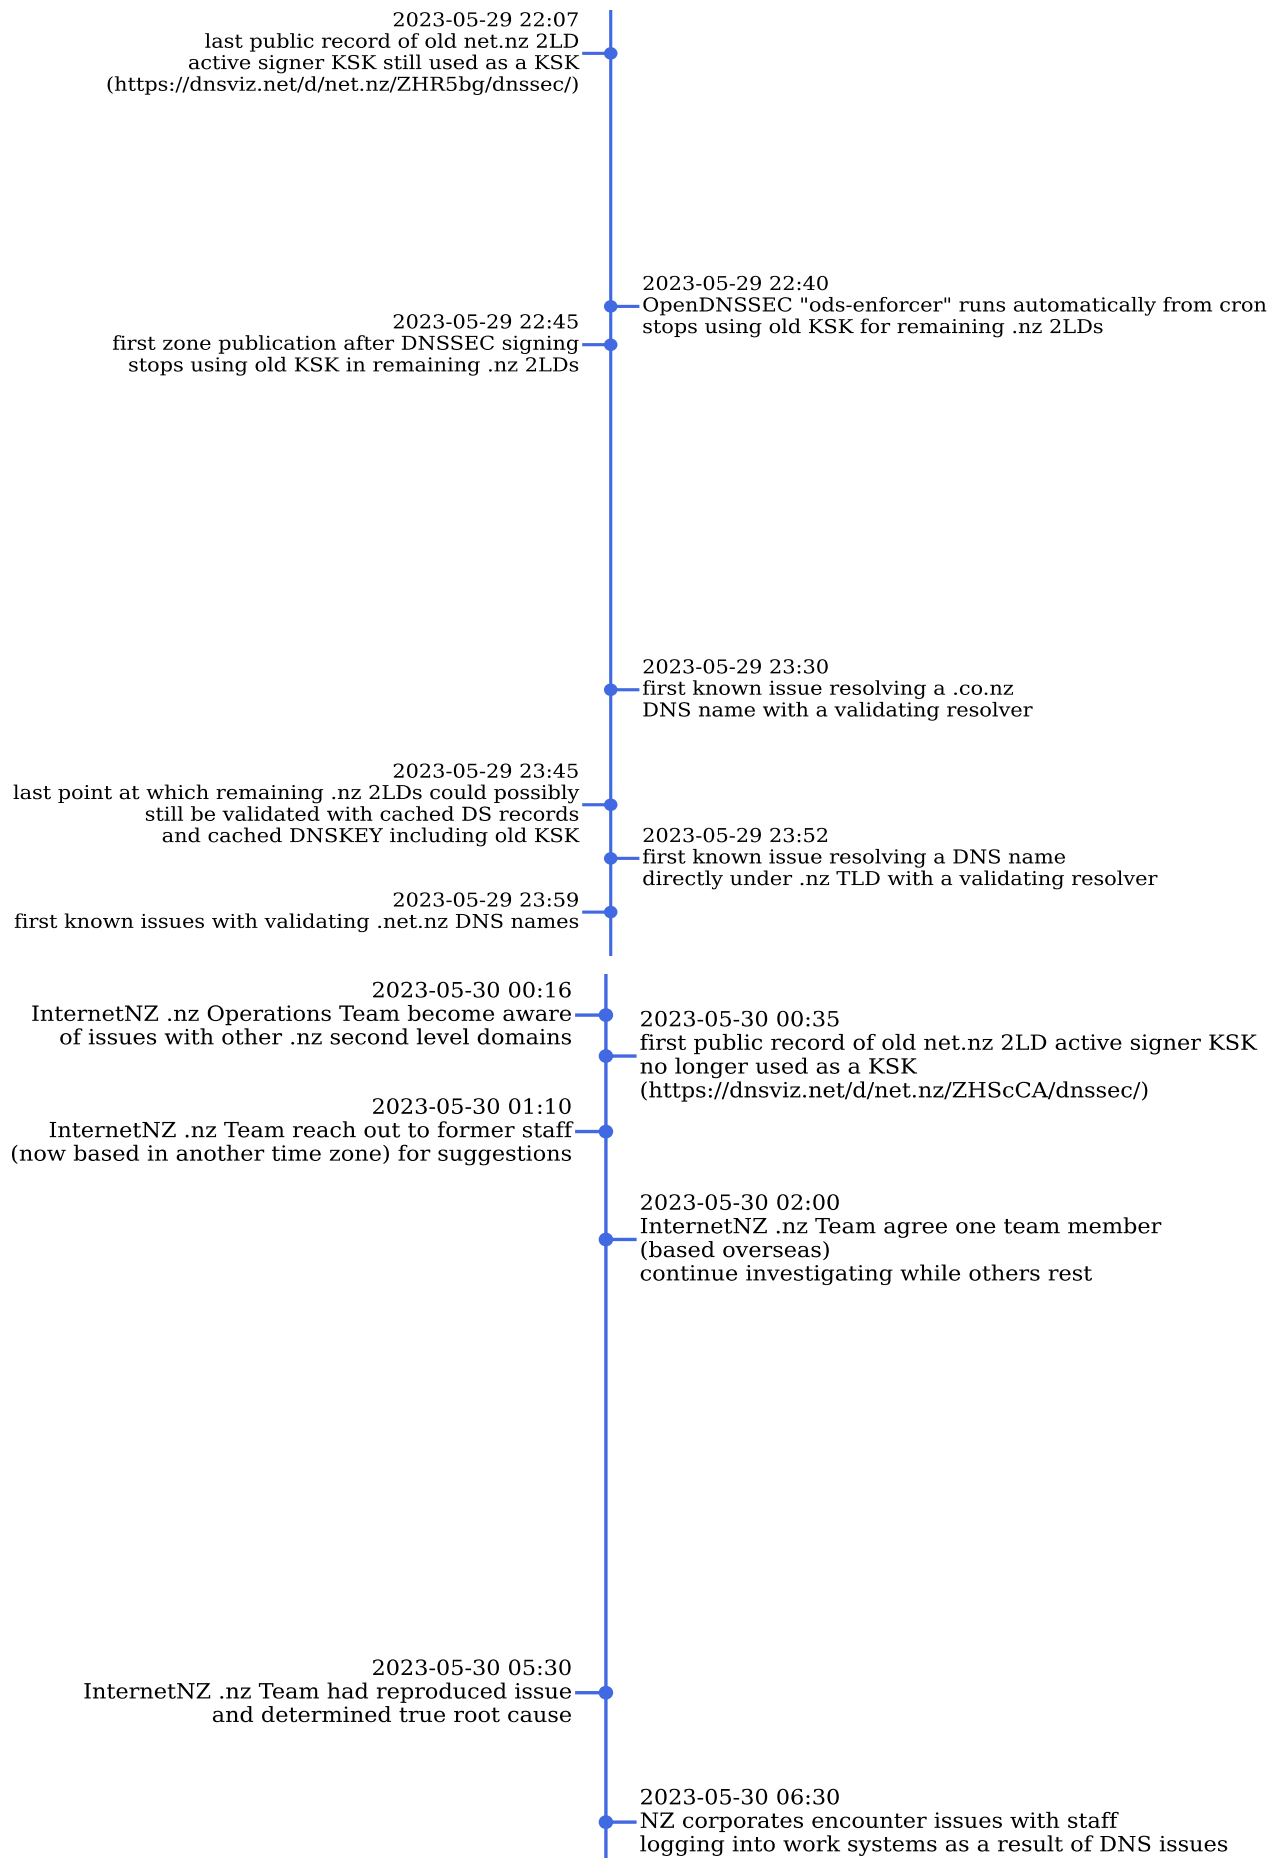 2023-05-29 22:07
last public record of old net.nz 2LD
active signer KSK still used as a KSK
(https://dnsviz.net/d/net.nz/ZHR5bg/dnssec/)
2023-05-29 22:40
OpenDNSSEC "ods-enforcer" runs automatically from cron
stops using old KSK for remaining .nz 2LDs
2023-05-29 22:45
first zone publication after DNSSEC signing
stops using old KSK in remaining .nz 2LDs
2023-05-29 23:30
first known issue resolving a .co.nz
DNS name with a validating resolver
2023-05-29 23:45
last point at which remaining .nz 2LDs could possibly
still be validated with cached DS records
and cached DNSKEY including old KSK
2023-05-29 23:52
first known issue resolving a DNS name
directly under .nz TLD with a validating resolver
2023-05-29 23:59
first known issues with validating .net.nz DNS names
2023-05-30 00:16
InternetNZ .nz Operations Team become aware
of issues with other .nz second level domains
2023-05-30 00:35
first public record of old net.nz 2LD active signer KSK
no longer used as a KSK
(https://dnsviz.net/d/net.nz/ZHScCA/dnssec/)
2023-05-30 01:10
InternetNZ .nz Team reach out to former staff
(now based in another time zone) for suggestions
2023-05-30 02:00
InternetNZ .nz Team agree one team member
(based overseas)
continue investigating while others rest
2023-05-30 05:30
InternetNZ .nz Team had reproduced issue
and determined true root cause
2023-05-30 06:30
NZ corporates encounter issues with staff
logging into work systems as a result of DNS issues